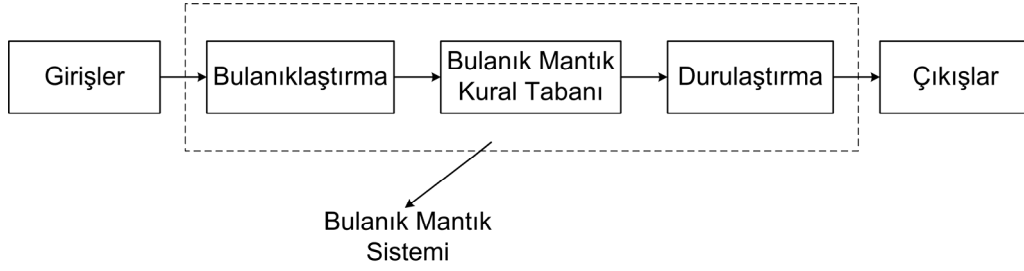 Girişler
Bulanıklaştırma
Bulanık Mantık
Kural Tabanı
Durulaştırma
Çıkışlar
Bulanık Mantık
Sistemi